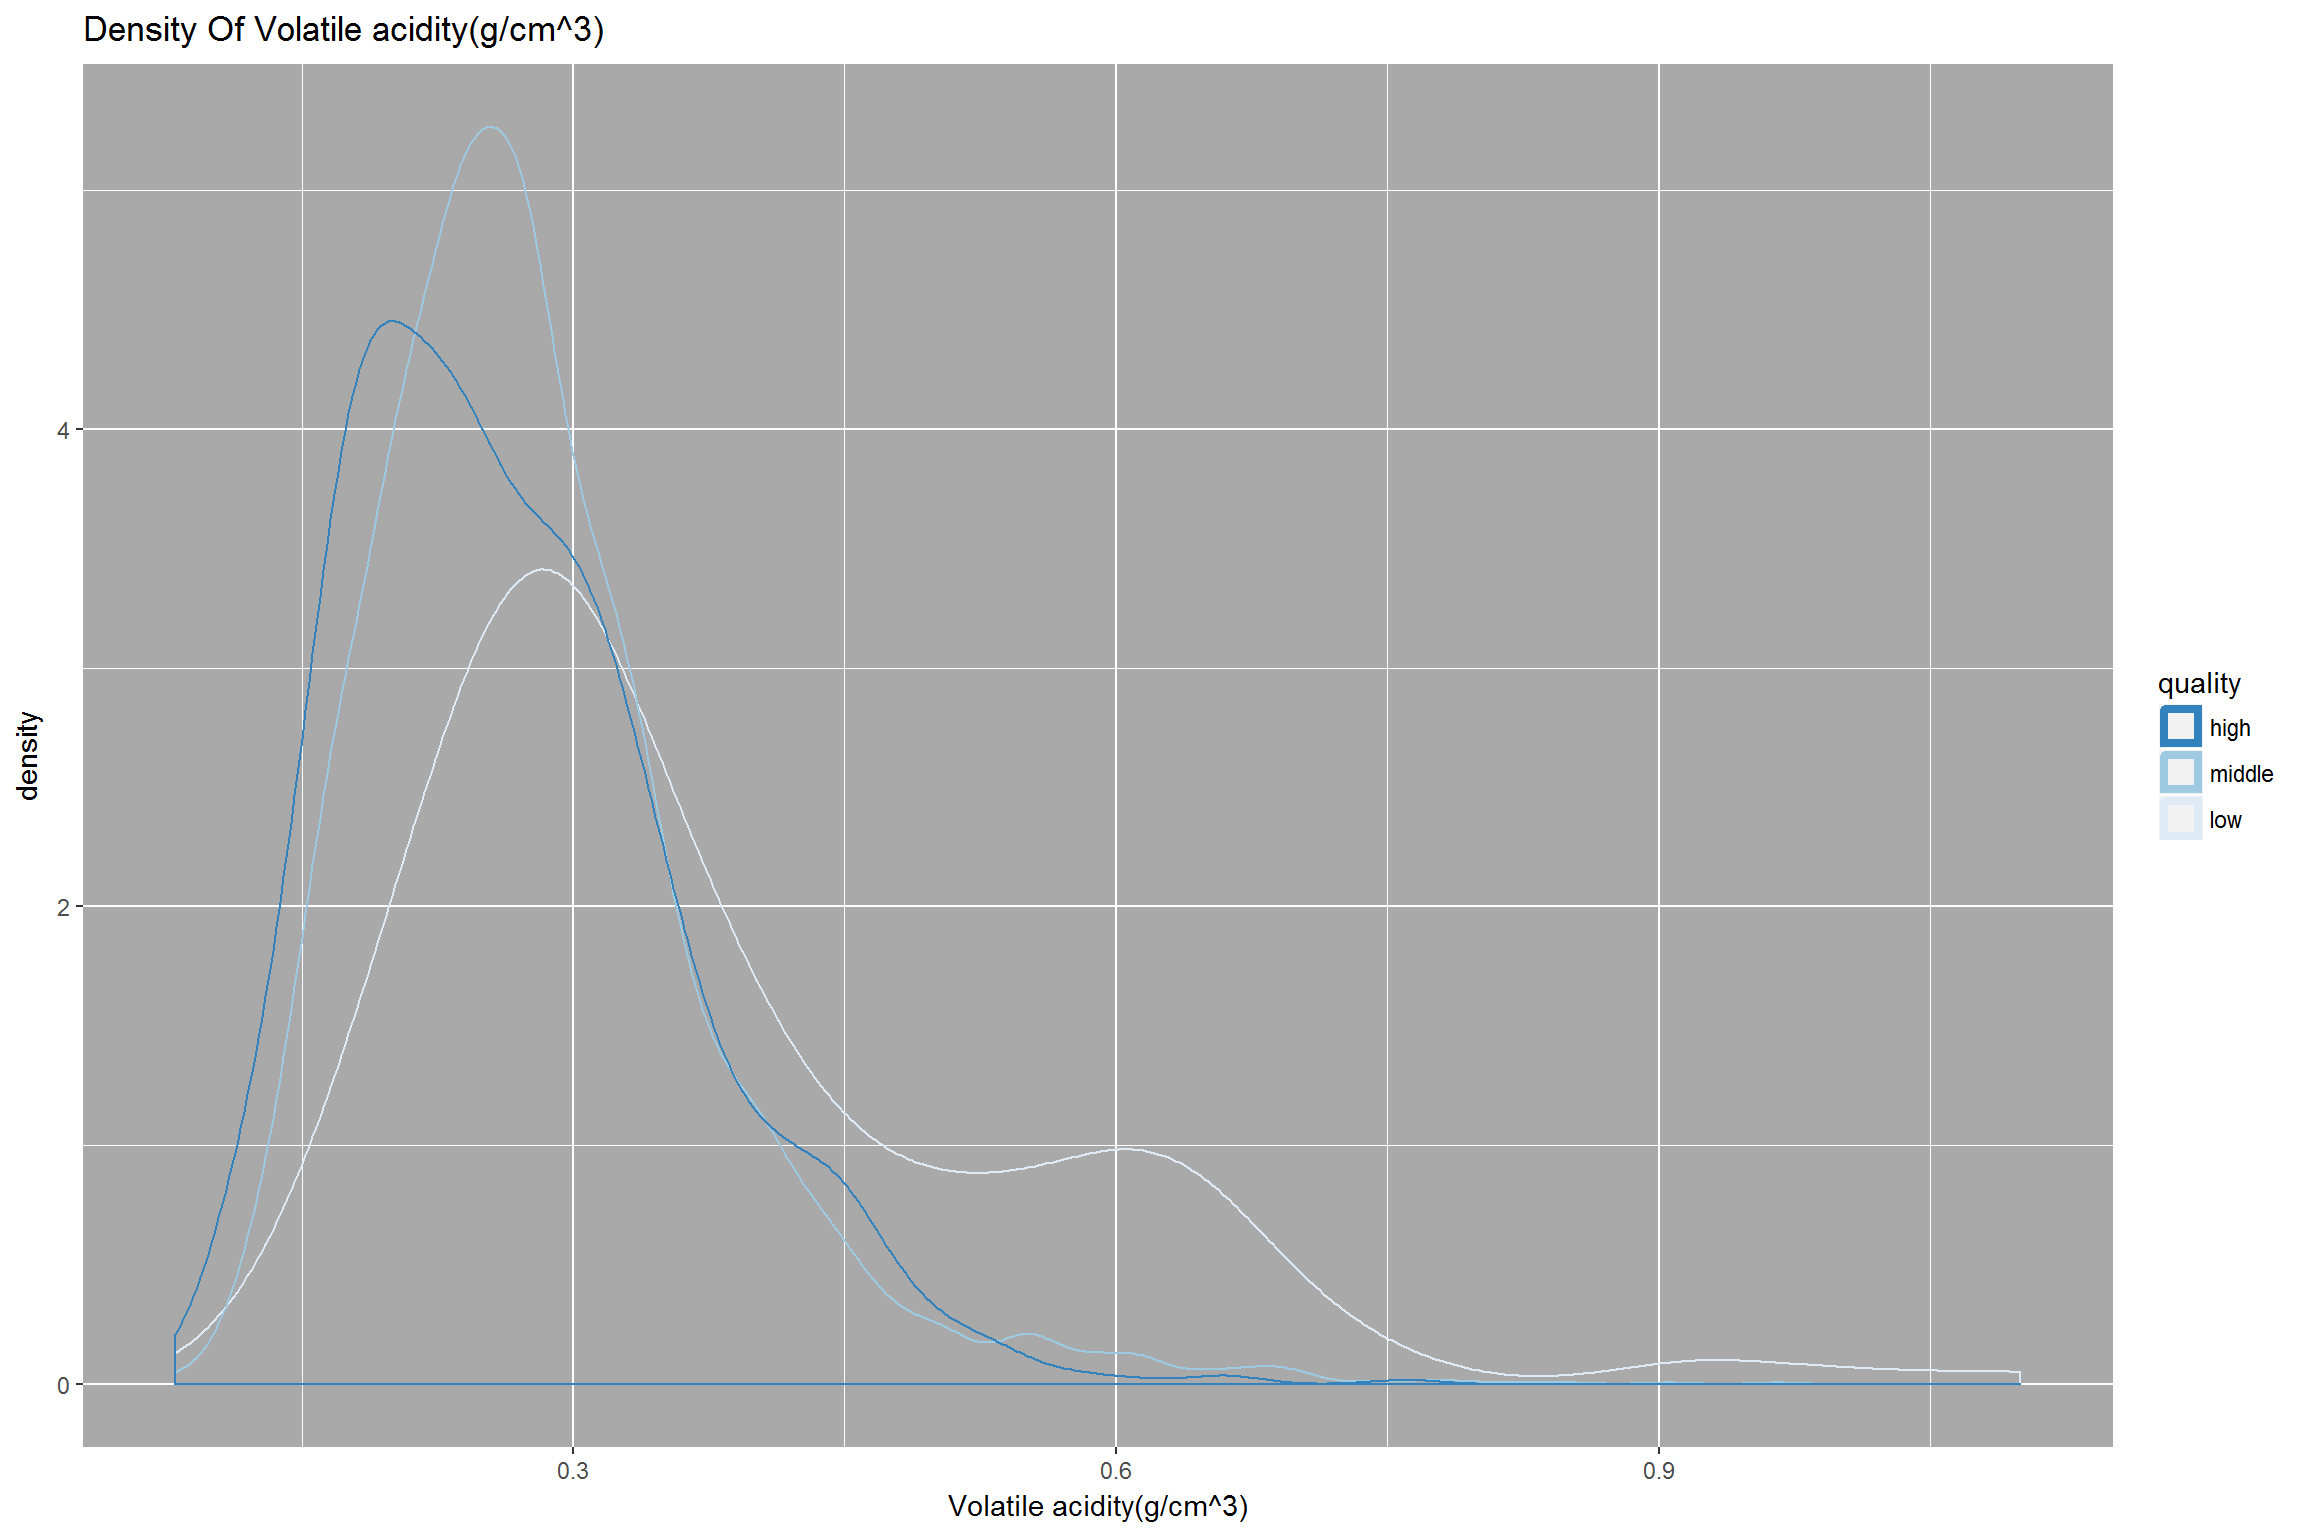 Density Of Volatile acidity(g/cm^3)
density
4
2
0
0.3 0.6 0.9
Volatile acidity(g/cm^3)
quality
high
middle
low